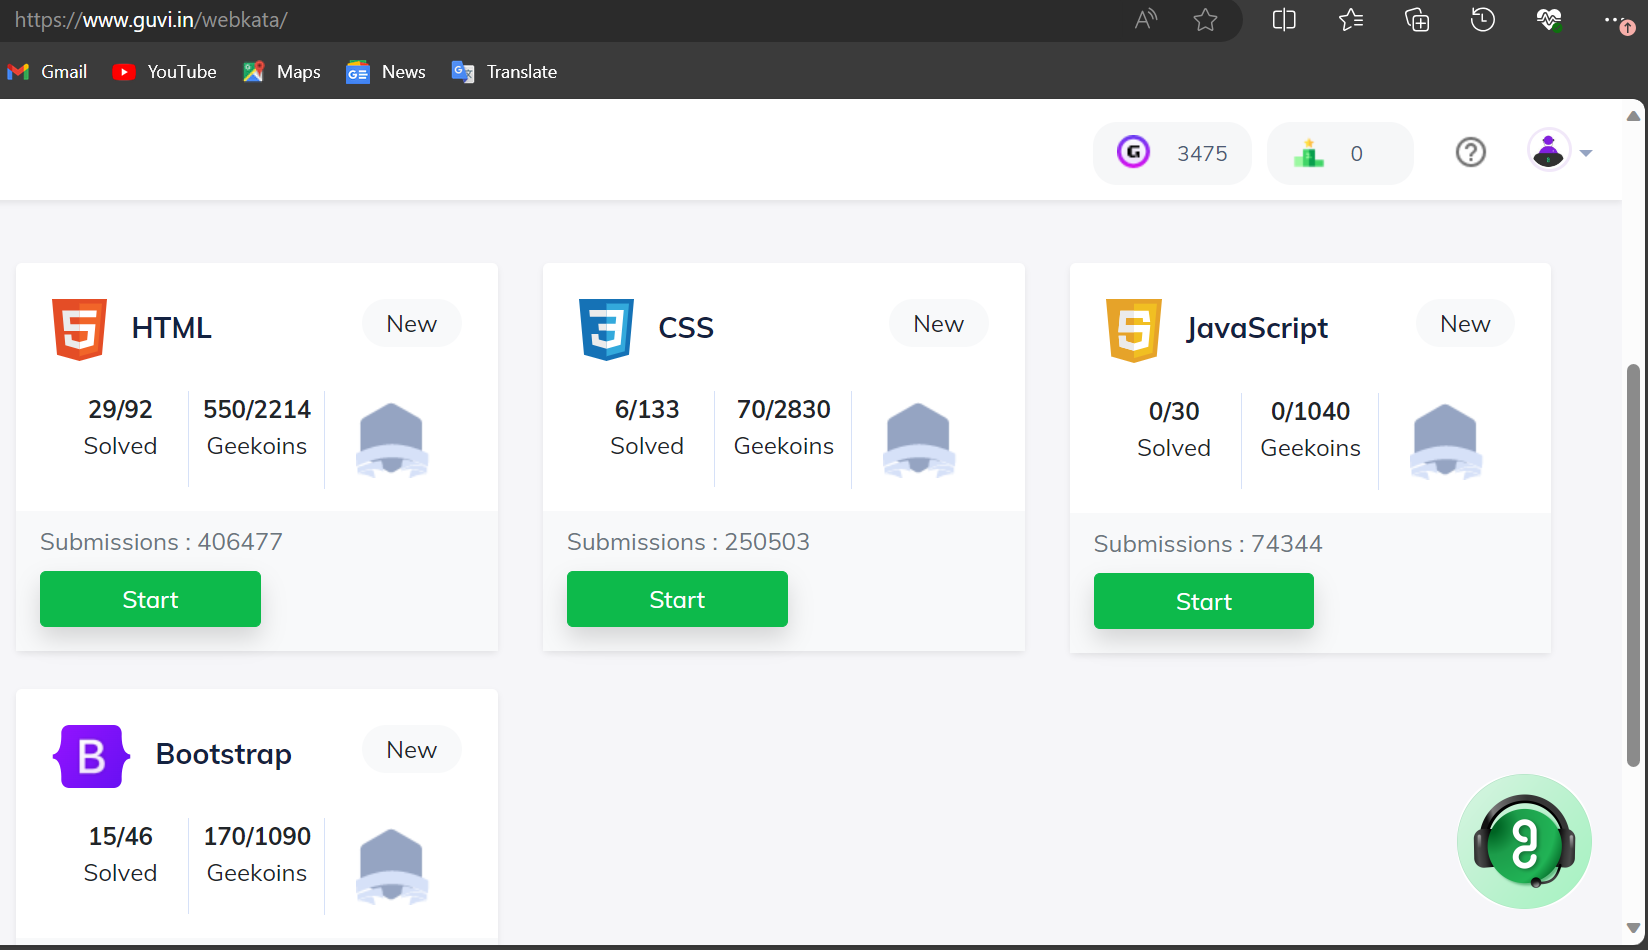 https://www.guvi.in/webkata/
Gmail YouTube Maps News Translate
3475 0
HTML New
29/92 550/2214
Solved Geekoins
Submissions : 406477
Start
CSS New
6/133 70/2830
Solved Geekoins
Submissions : 250503
Start
JavaScript New
0/30 0/1040
Solved Geekoins
Submissions : 74344
Start
B Bootstrap New
15/46 170/1090
Solved Geekoins